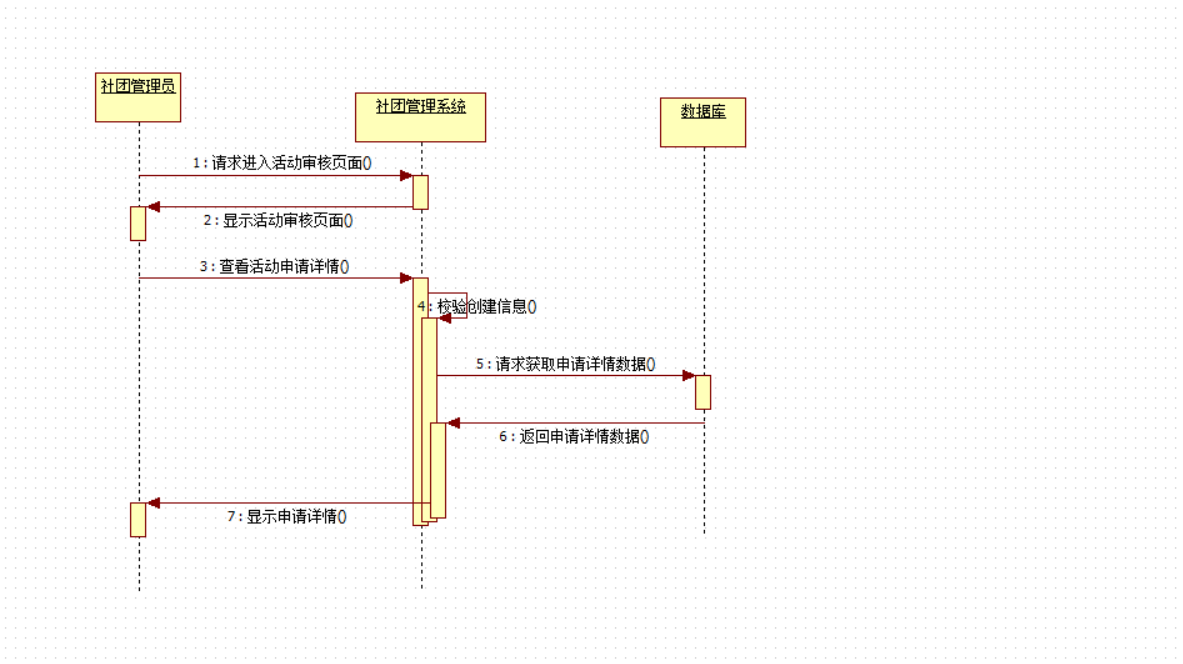 社团管理员
社团管理系统
数据库
1:请求进入活动审核页面()
2:显示活动审核页面()
3:查看活动申请详情()
4:校验创建信息()
5:请求获取申请详情数据()
6:返回申请详情数据()
7:显示申请详情()